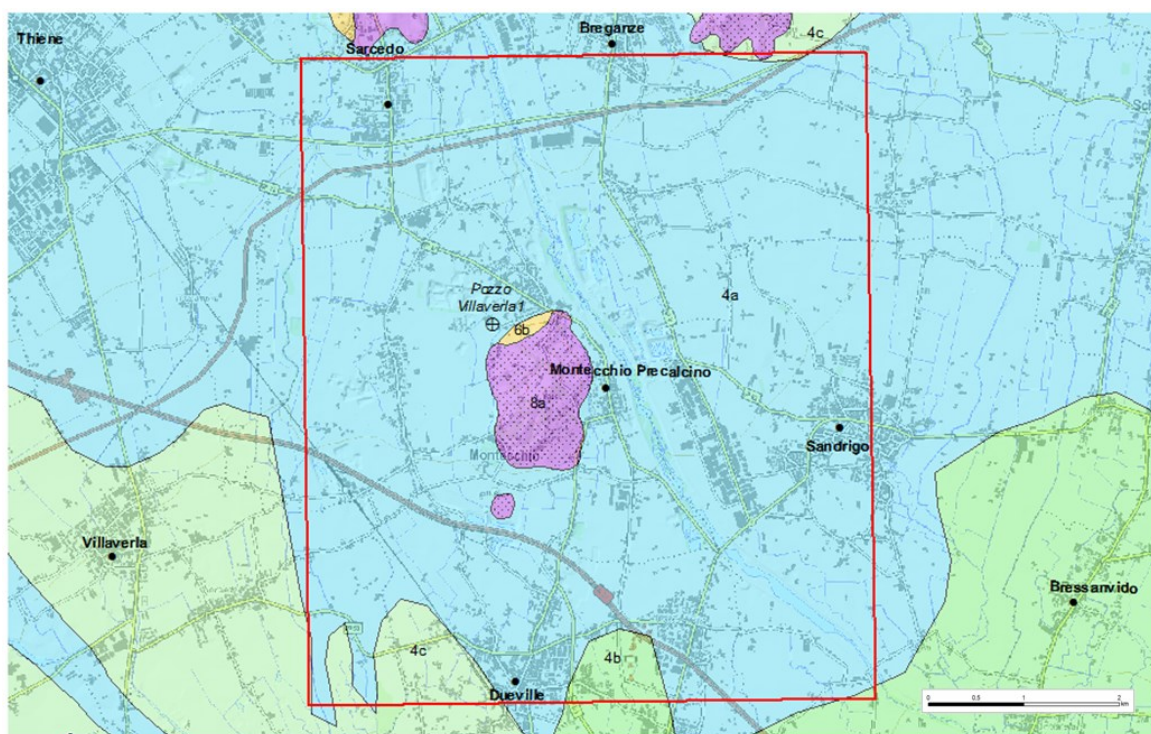 Breganze
Thiene
4c
Sarcedo
Pozzo
Villaverla1
4a
6b
Montecchio Precalcino
8a
Sandrigo
Montecchio
Villaverla
Bressanvido
4c
4b
Dueville
0 0.5 1 2
km